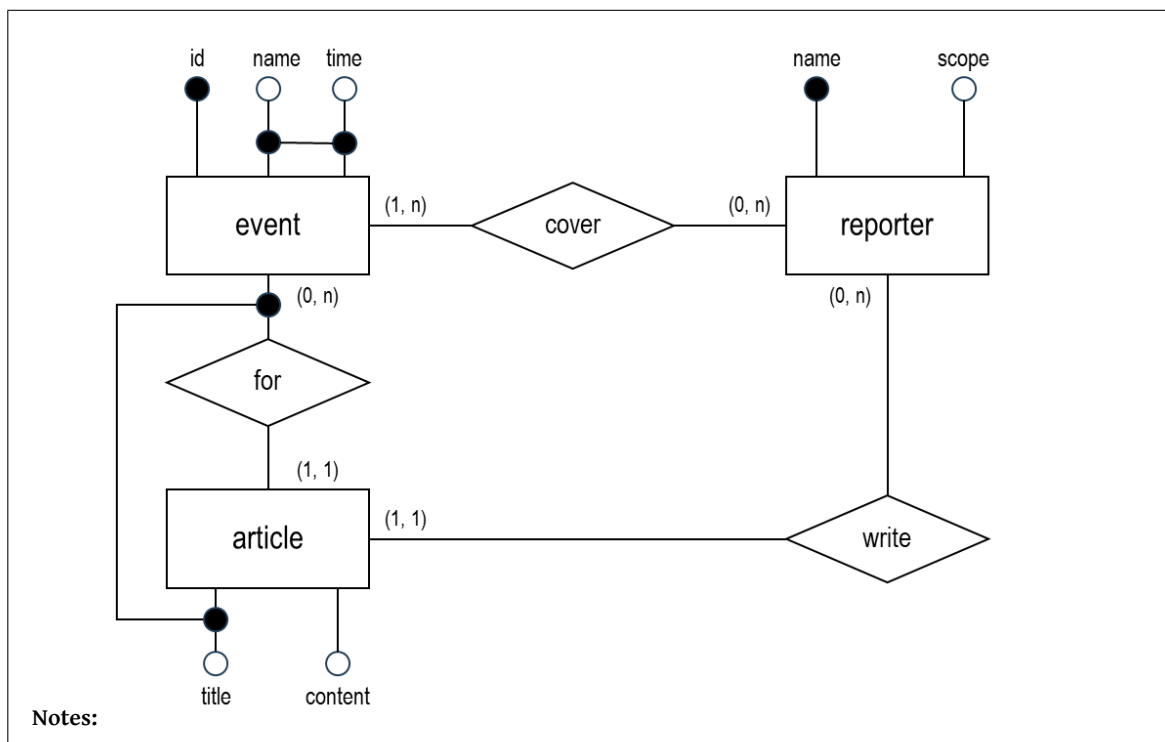 id name time name scope
event (1, n) cover (0, n) reporter
(0, n) (0, n)
for
(1, 1)
article (1, 1) write
title content
Notes: